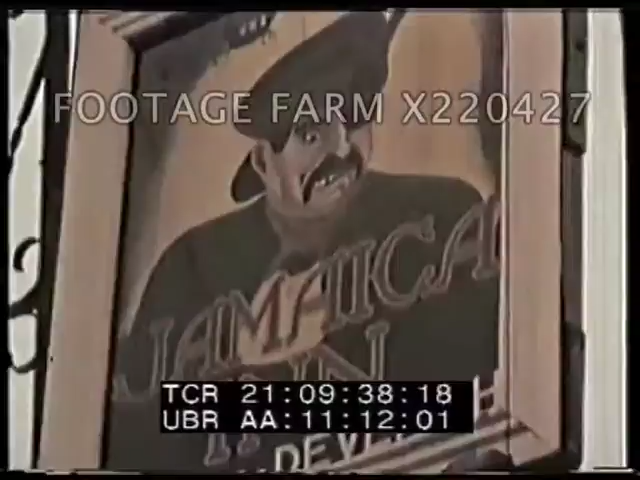 FOOTAGE FARM X220427
JAMAICA
INN
TCR 21:09:38:18
UBR AA:11:12:01